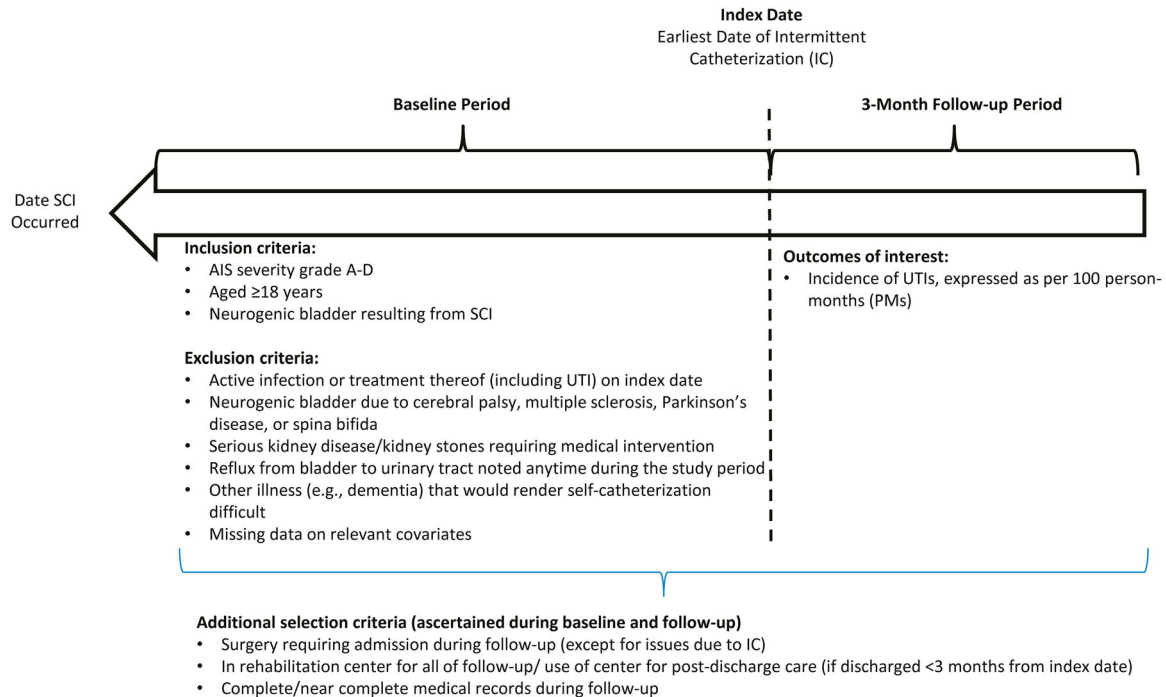 Index Date
Earliest Date of Intermittent
Catheterization (IC)
Baseline Period
3-Month Follow-up Period
Date SCI
Occurred
Inclusion criteria:
• AIS severity grade A-D
• Aged ≥18 years
• Neurogenic bladder resulting from SCI
Exclusion criteria:
• Active infection or treatment thereof (including UTI) on index date
• Neurogenic bladder due to cerebral palsy, multiple sclerosis, Parkinson's
disease, or spina bifida
• Serious kidney disease/kidney stones requiring medical intervention
• Reflux from bladder to urinary tract noted anytime during the study period
• Other illness (e.g., dementia) that would render self-catheterization
difficult
• Missing data on relevant covariates
Outcomes of interest:
• Incidence of UTIs, expressed as per 100 person-
months (PMs)
Additional selection criteria (ascertained during baseline and follow-up)
• Surgery requiring admission during follow-up (except for issues due to IC)
• In rehabilitation center for all of follow-up/ use of center for post-discharge care (if discharged <3 months from index date)
• Complete/near complete medical records during follow-up